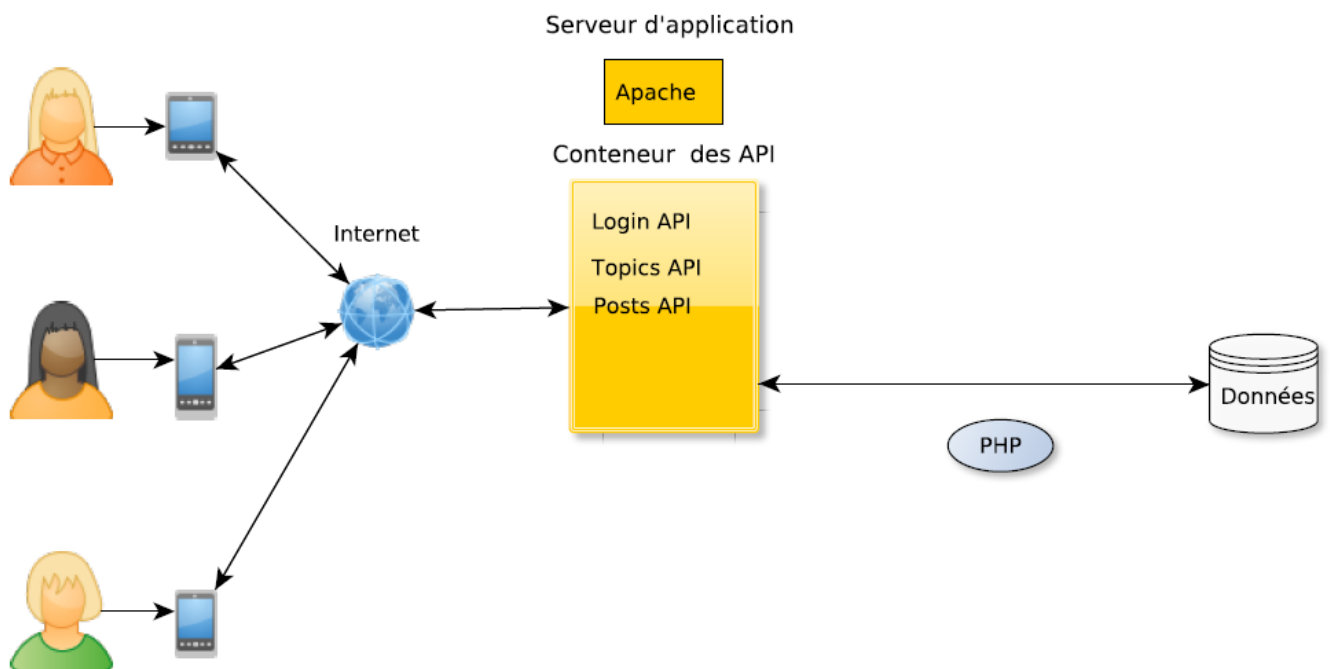 Serveur d'application
Apache
Conteneur des API
Login API
Internet
Topics API
Posts API
Données
PHP